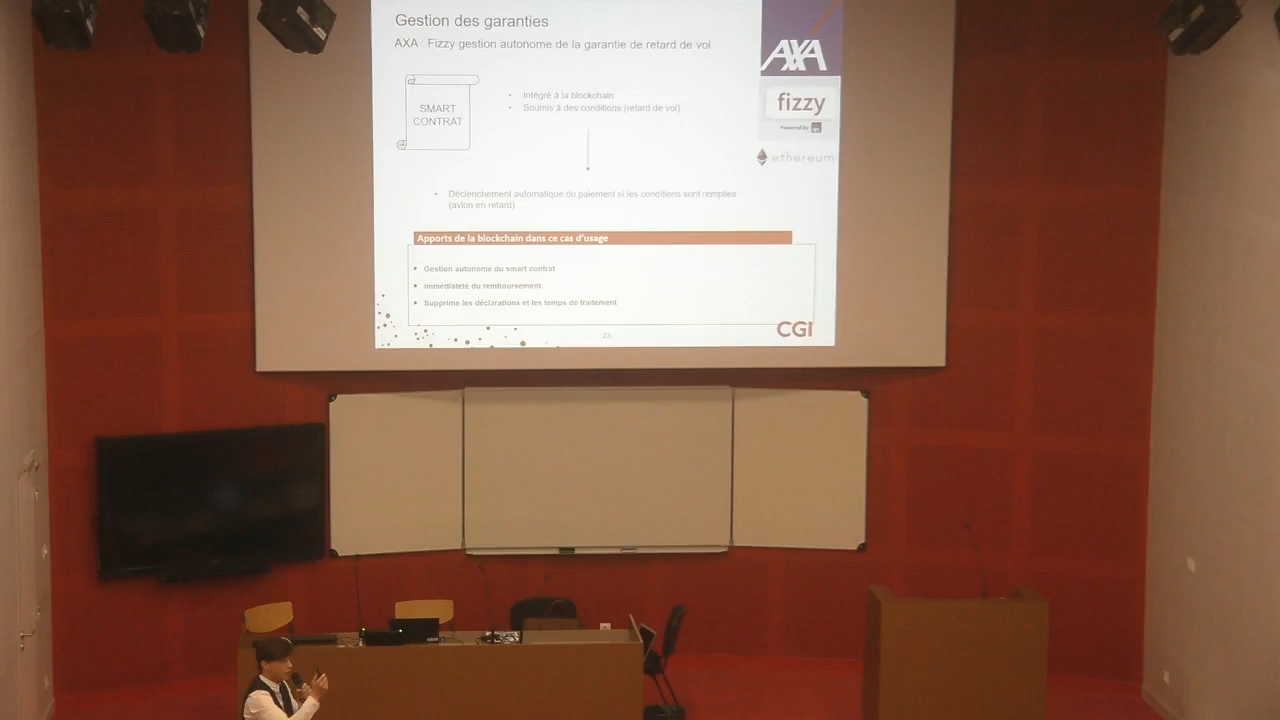 Gestion des garanties
AXA : Fizzy gestion autonome de la garantie de retard de vol
AXA
SMART
CONTRAT
• Intégré à la blockchain
• Soumis à des conditions (retard de vol)
fizzy
Powered by
ethereum
• Déclenchement automatique du paiement si les conditions sont remplies
(avion en retard)
Apports de la blockchain dans ce cas d'usage
• Gestion autonome du smart contrat
• Immédiateté du remboursement
• Supprime les déclarations et les temps de traitement
23
CGI